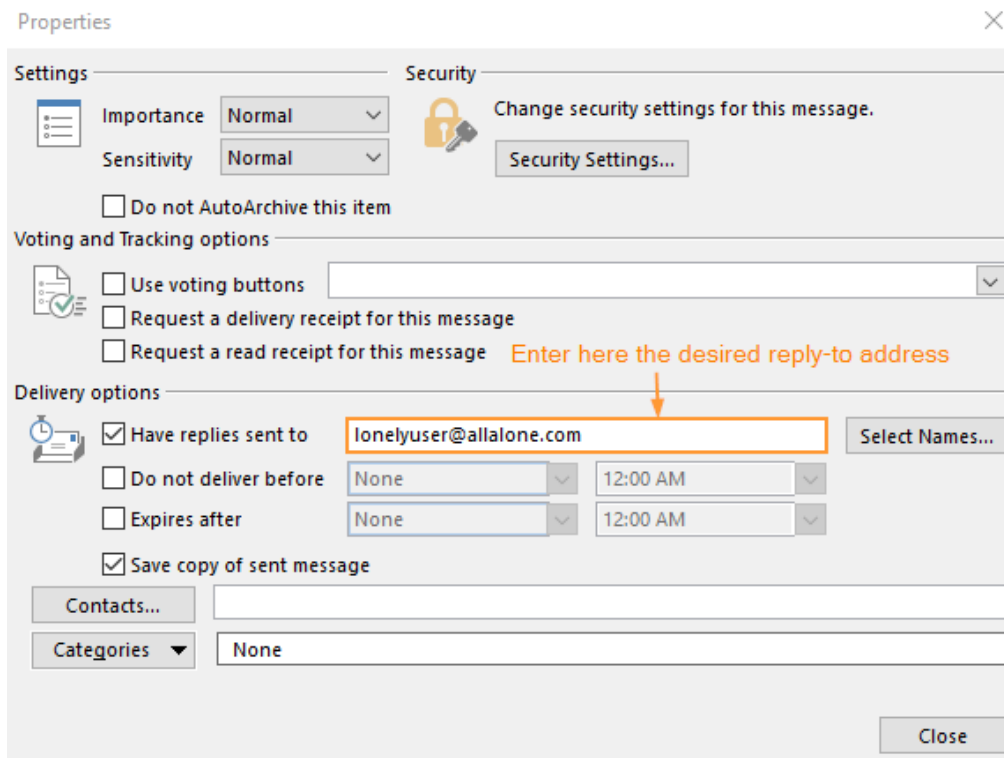 Properties
Settings
Security
Importance Normal
Change security settings for this message.
Sensitivity Normal
Security Settings...
Do not AutoArchive this item
Voting and Tracking options
Use voting buttons
Request a delivery receipt for this message
Request a read receipt for this message
Enter here the desired reply-to address
Delivery options
Have replies sent to lonelyuser@allalone.com Select Names...
Do not deliver before None 12:00 AM
Expires after None 12:00 AM
Save copy of sent message
Contacts...
Categories None
Close